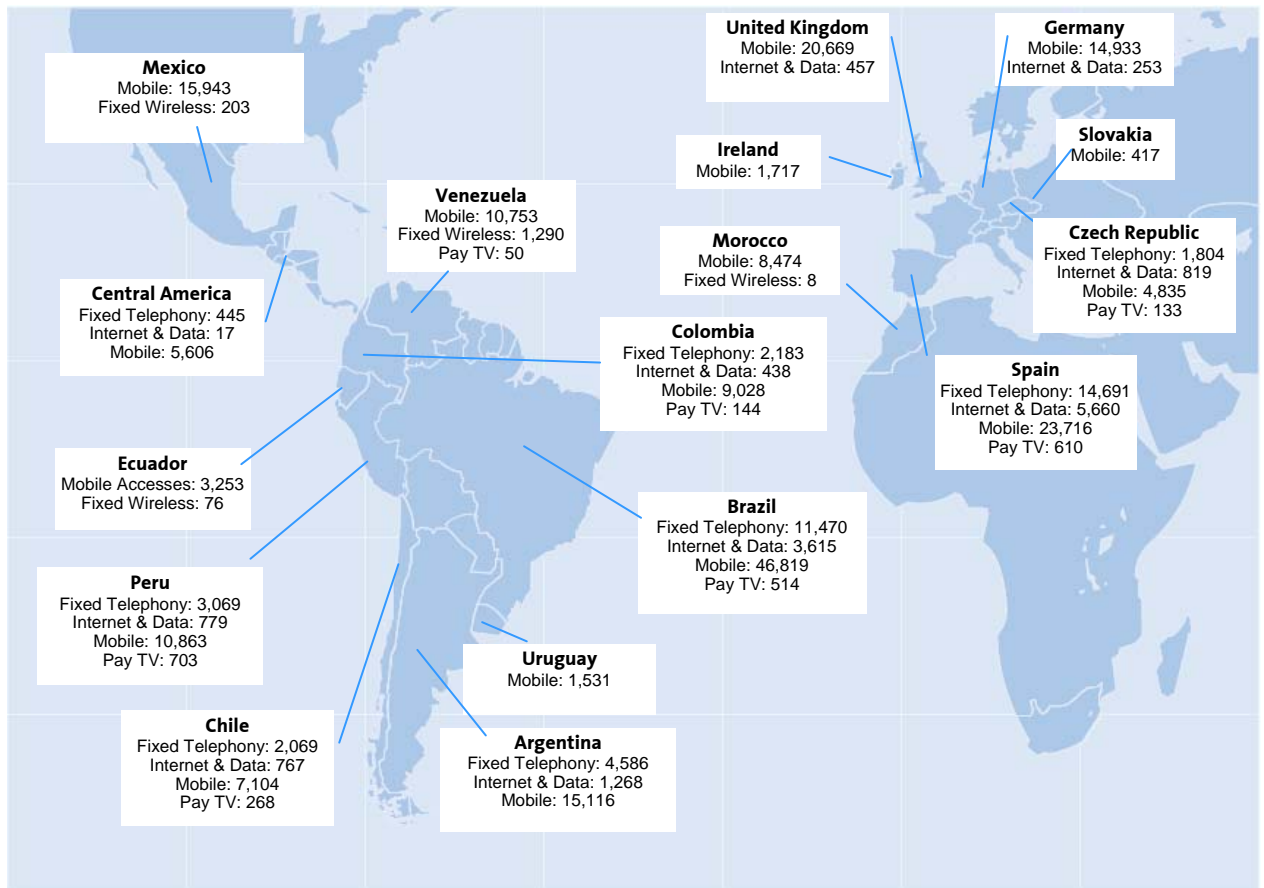 United Kingdom
Mobile: 20,669
Internet & Data: 457
Germany
Mobile: 14,933
Internet & Data: 253
Mexico
Mobile: 15,943
Fixed Wireless: 203
Slovakia
Mobile: 417
Ireland
Mobile: 1,717
Venezuela
Mobile: 10,753
Fixed Wireless: 1,290
Pay TV: 50
Morocco
Mobile: 8,474
Fixed Wireless: 8
Czech Republic
Fixed Telephony: 1,804
Internet & Data: 819
Mobile: 4,835
Pay TV: 133
Central America
Fixed Telephony: 445
Internet & Data: 17
Mobile: 5,606
Colombia
Fixed Telephony: 2,183
Internet & Data: 438
Mobile: 9,028
Pay TV: 144
Spain
Fixed Telephony: 14,691
Internet & Data: 5,660
Mobile: 23,716
Pay TV: 610
Ecuador
Mobile Accesses: 3,253
Fixed Wireless: 76
Brazil
Fixed Telephony: 11,470
Internet & Data: 3,615
Mobile: 46,819
Pay TV: 514
Peru
Fixed Telephony: 3,069
Internet & Data: 779
Mobile: 10,863
Pay TV: 703
Uruguay
Mobile: 1,531
Chile
Fixed Telephony: 2,069
Internet & Data: 767
Mobile: 7,104
Pay TV: 268
Argentina
Fixed Telephony: 4,586
Internet & Data: 1,268
Mobile: 15,116